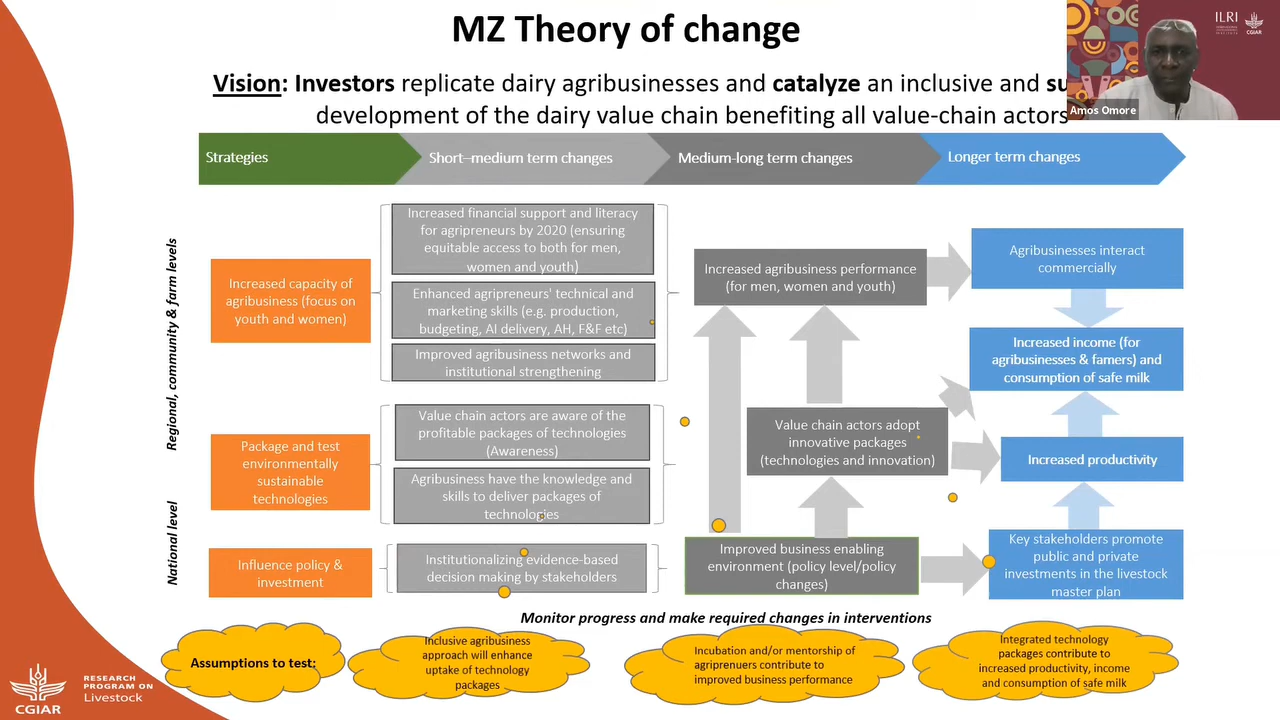 MZ Theory of change
Vision: Investors replicate dairy agribusinesses and catalyze an inclusive and
development of the dairy value chain benefiting all value-chain actors
ILRI
CGIAR
Amos Omore
Strategies
Short–medium term changes
Medium-long term changes
Longer term changes
Regional, community & farm levels
National level
Increased capacity of
agribusiness (focus on
youth and women)
Package and test
environmentally
sustainable
technologies
Influence policy &
investment
Increased financial support and literacy
for agripreneurs by 2020 (ensuring
equitable access to both for men,
women and youth)
Enhanced agripreneurs' technical and
marketing skills (e.g. production,
budgeting, AI delivery, AH, F&F etc)
Improved agribusiness networks and
institutional strengthening
Value chain actors are aware of the
profitable packages of technologies
(Awareness)
Agribusiness have the knowledge and
skills to deliver packages of
technologies
Institutionalizing evidence-based
decision making by stakeholders
Increased agribusiness performance
(for men, women and youth)
Value chain actors adopt
innovative packages
(technologies and innovation)
Improved business enabling
environment (policy level/policy
changes)
Agribusinesses interact
commercially
Increased income (for
agribusinesses & famers) and
consumption of safe milk
Increased productivity
Key stakeholders promote
public and private
investments in the livestock
master plan
Monitor progress and make required changes in interventions
Assumptions to test:
Inclusive agribusiness
approach will enhance
uptake of technology
packages
Incubation and/or mentorship of
agriprenuers contribute to
improved business performance
Integrated technology
packages contribute to
increased productivity, income
and consumption of safe milk
CGIAR
RESEARCH
PROGRAM ON
Livestock